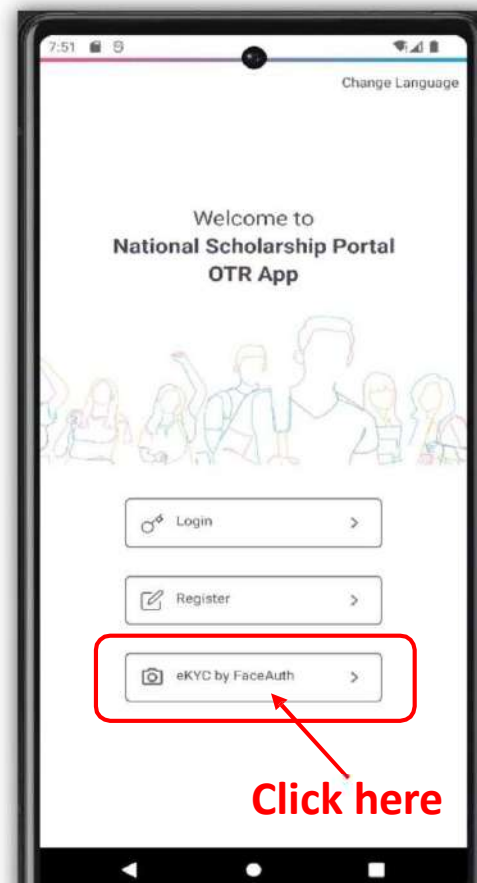 7:51
Change Language
Welcome to
National Scholarship Portal
OTR App
Login
Register
eKYC by FaceAuth
Click here